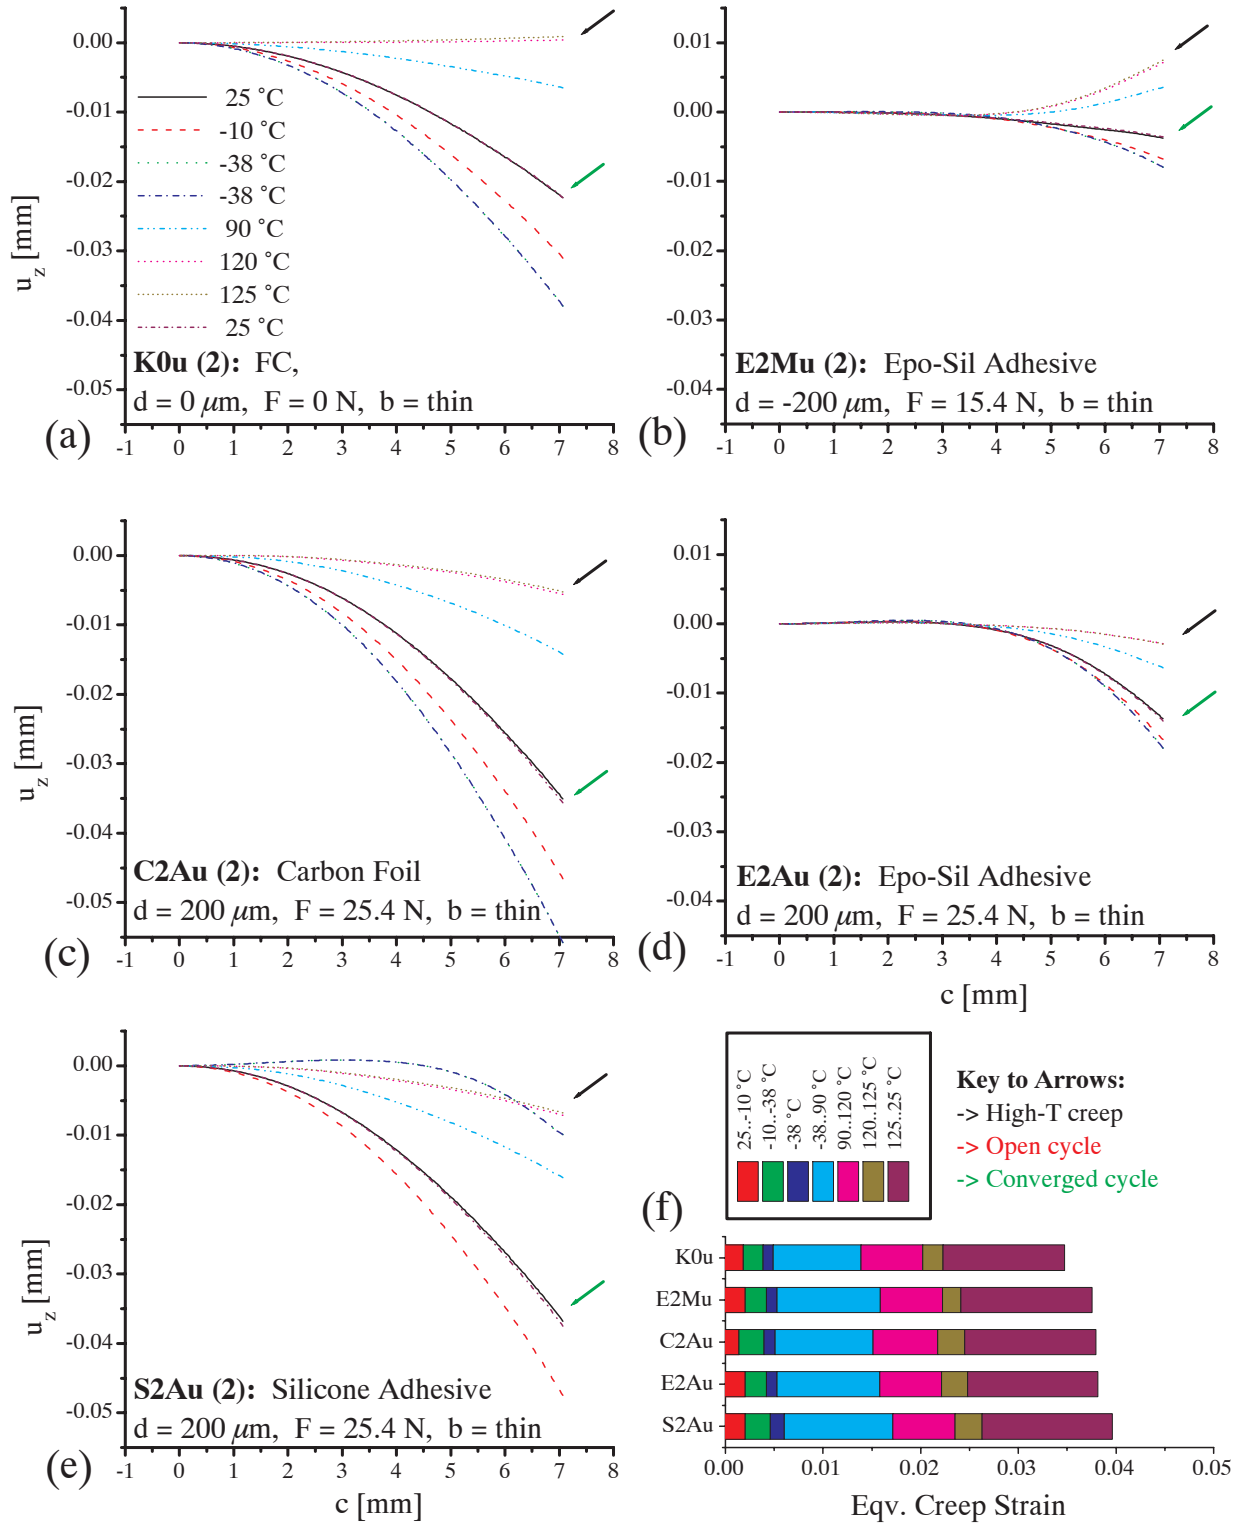 0.00
-0.01
-0.02
-0.03
-0.04
-0.05
u_z [mm]
25 °C
-10 °C
-38 °C
-38 °C
90 °C
120 °C
125 °C
25 °C
K0u (2): FC,
d = 0 μm, F = 0 N, b = thin
(a)
-1 0 1 2 3 4 5 6 7 8
0.01
0.00
-0.01
-0.02
-0.03
-0.04
E2Mu (2): Epo-Sil Adhesive
d = -200 μm, F = 15.4 N, b = thin
(b)
-1 0 1 2 3 4 5 6 7 8
0.00
-0.01
-0.02
-0.03
-0.04
-0.05
u_z [mm]
C2Au (2): Carbon Foil
d = 200 μm, F = 25.4 N, b = thin
(c)
-1 0 1 2 3 4 5 6 7 8
0.01
0.00
-0.01
-0.02
-0.03
-0.04
E2Au (2): Epo-Sil Adhesive
d = 200 μm, F = 25.4 N, b = thin
(d)
-1 0 1 2 3 4 5 6 7 8
c [mm]
0.00
-0.01
-0.02
-0.03
-0.04
-0.05
u_z [mm]
S2Au (2): Silicone Adhesive
d = 200 μm, F = 25.4 N, b = thin
(e)
-1 0 1 2 3 4 5 6 7 8
c [mm]
25..-10 °C
-10..-38 °C
-38 °C
-38..90 °C
90..120 °C
120..125 °C
125..25 °C
Key to Arrows:
-> High-T creep
-> Open cycle
-> Converged cycle
(f)
K0u
E2Mu
C2Au
E2Au
S2Au
0.00 0.01 0.02 0.03 0.04 0.05
Eqv. Creep Strain